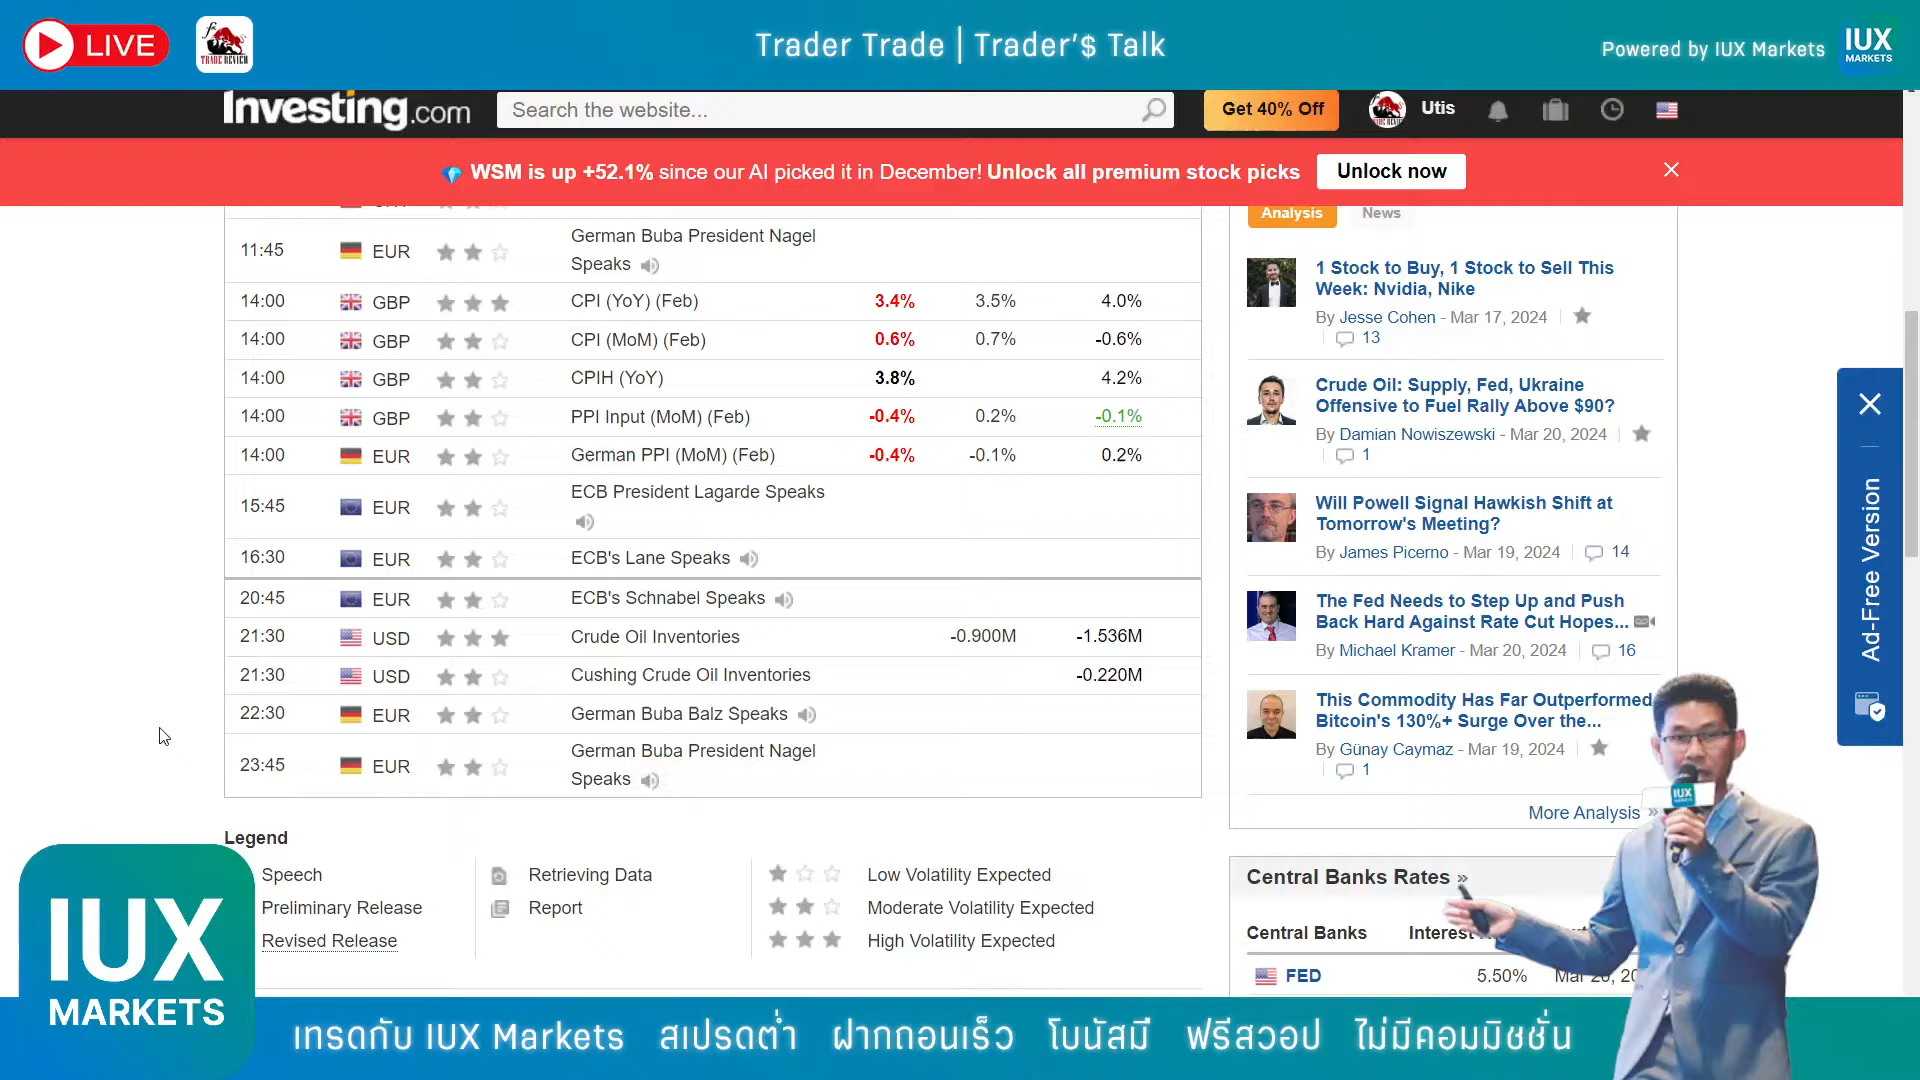 LIVE
TRADE REVIEW
Trader Trade | Trader'$ Talk
Powered by IUX Markets
IUX
MARKETS
Investing.com
Search the website...
Get 40% Off
Utis
WSM is up +52.1% since our AI picked it in December! Unlock all premium stock picks
Unlock now
11:45 EUR German Buba President Nagel Speaks
14:00 GBP CPI (YoY) (Feb) 3.4% 3.5% 4.0%
14:00 GBP CPI (MoM) (Feb) 0.6% 0.7% -0.6%
14:00 GBP CPIH (YoY) 3.8% 4.2%
14:00 GBP PPI Input (MoM) (Feb) -0.4% 0.2% -0.1%
14:00 EUR German PPI (MoM) (Feb) -0.4% -0.1% 0.2%
15:45 EUR ECB President Lagarde Speaks
16:30 EUR ECB's Lane Speaks
20:45 EUR ECB's Schnabel Speaks
21:30 USD Crude Oil Inventories -0.900M -1.536M
21:30 USD Cushing Crude Oil Inventories -0.220M
22:30 EUR German Buba Balz Speaks
23:45 EUR German Buba President Nagel Speaks
Legend
Speech
Preliminary Release
Revised Release
Retrieving Data
Report
Low Volatility Expected
Moderate Volatility Expected
High Volatility Expected
Analysis News
1 Stock to Buy, 1 Stock to Sell This
Week: Nvidia, Nike
By Jesse Cohen - Mar 17, 2024
13
Crude Oil: Supply, Fed, Ukraine
Offensive to Fuel Rally Above $90?
By Damian Nowiszewski - Mar 20, 2024
1
Will Powell Signal Hawkish Shift at
Tomorrow's Meeting?
By James Picerno - Mar 19, 2024 14
The Fed Needs to Step Up and Push
Back Hard Against Rate Cut Hopes...
By Michael Kramer - Mar 20, 2024 16
This Commodity Has Far Outperformed
Bitcoin's 130%+ Surge Over the...
By Günay Caymaz - Mar 19, 2024
1
More Analysis »
Central Banks Rates »
Central Banks Interest
FED 5.50% Mar 20, 20
Ad-Free Version
IUX
MARKETS
IUX
MARKETS
เทรดกับ IUX Markets สเปรดต่ำ ฝากถอนเร็ว โบนัสมี ฟรีสวอป ไม่มีคอมมิชชั่น